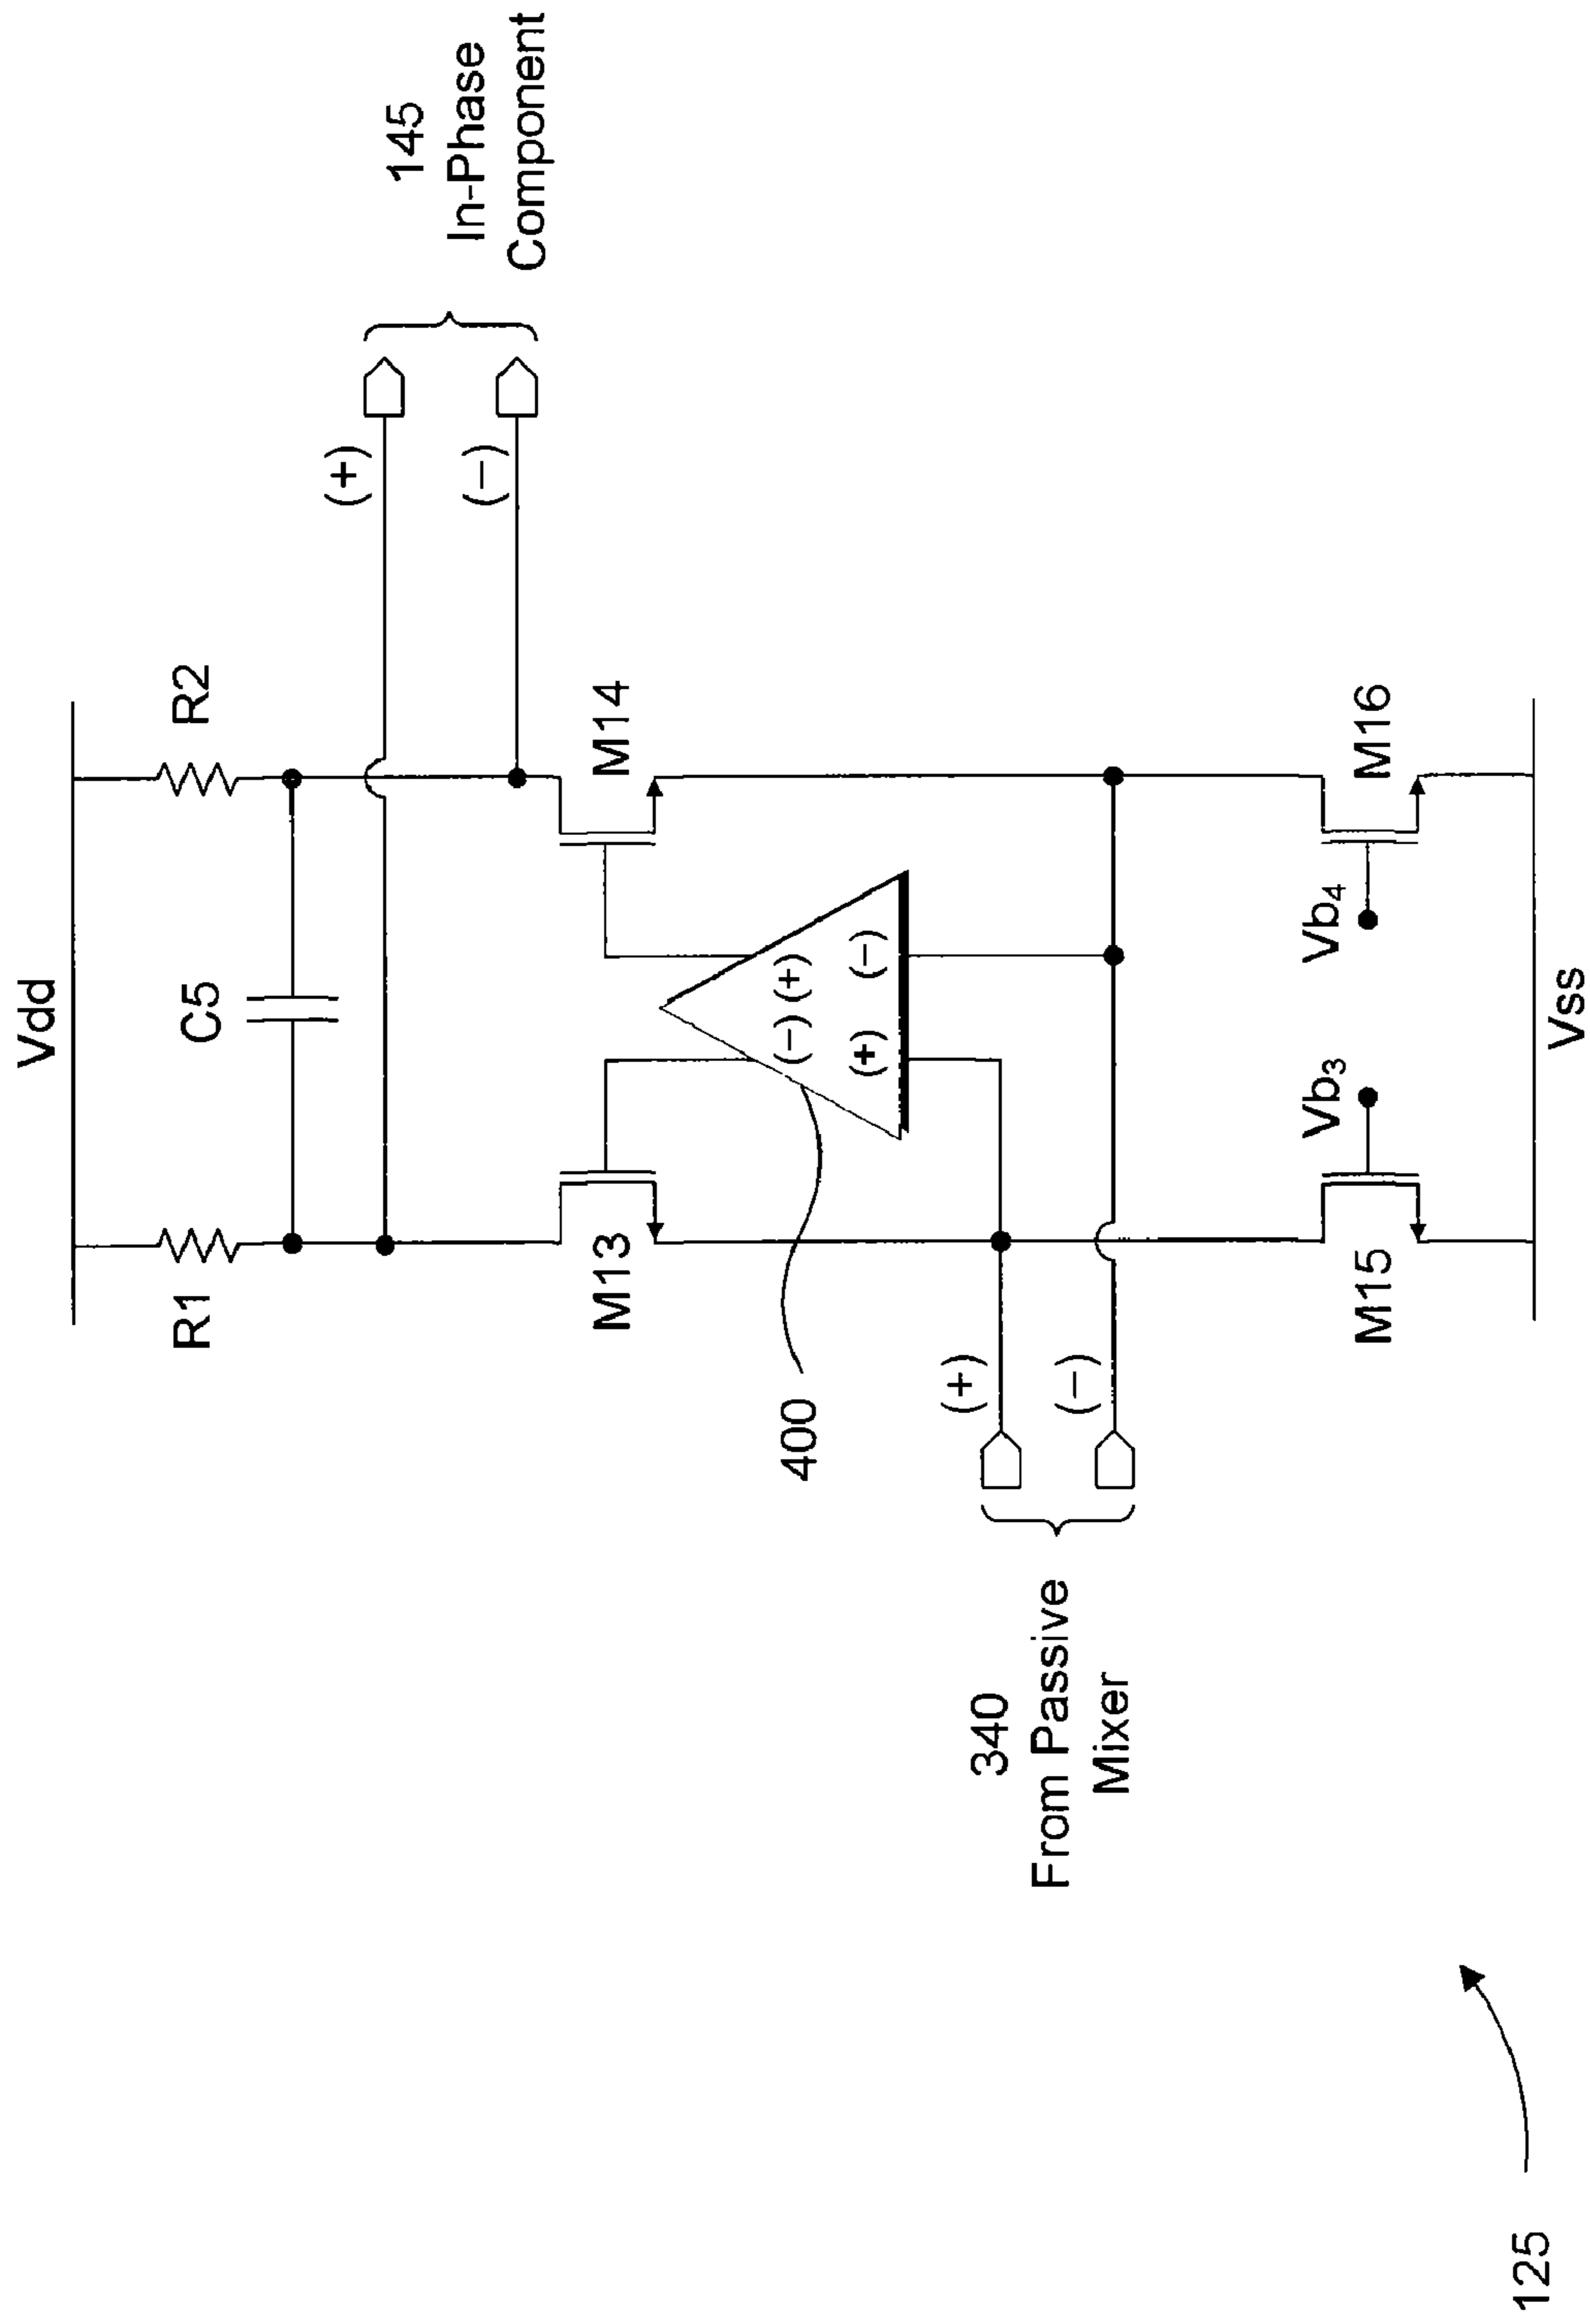 Vdd
R1
R2
C5
(+)
(−)
145
In-Phase
Component
M13
M14
(−) (+)
(+) (−)
400
(+)
(−)
340
From Passive
Mixer
Vb3
Vb4
M15
M16
Vss
125